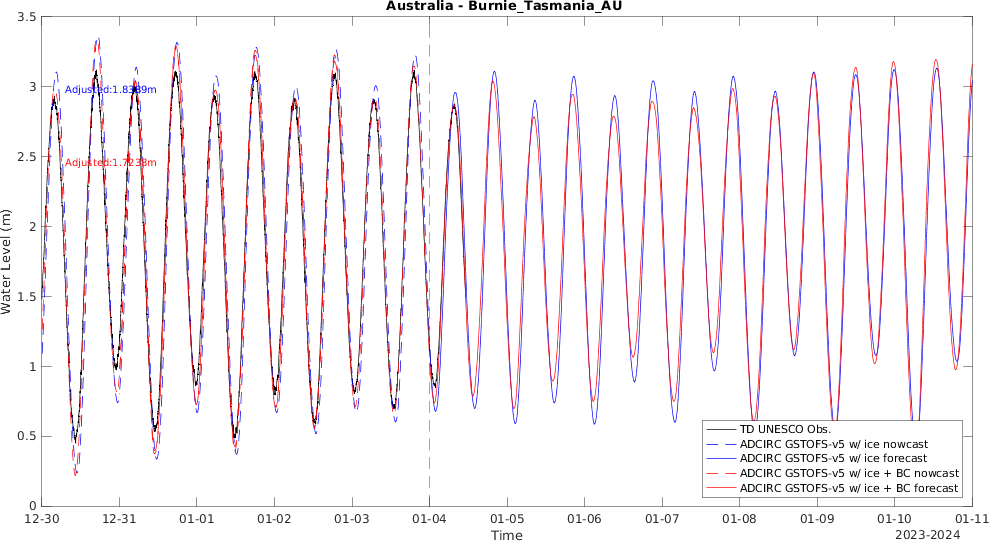 Australia - Burnie_Tasmania_AU
Water Level (m)
3.5
3
2.5
2
1.5
1
0.5
0
Adjusted:1.8389m
Adjusted:1.7238m
TD UNESCO Obs.
ADCIRC GSTOFS-v5 w/ ice nowcast
ADCIRC GSTOFS-v5 w/ ice forecast
ADCIRC GSTOFS-v5 w/ ice + BC nowcast
ADCIRC GSTOFS-v5 w/ ice + BC forecast
12-30 12-31 01-01 01-02 01-03 01-04 01-05 01-06 01-07 01-08 01-09 01-10 01-11
Time
2023-2024